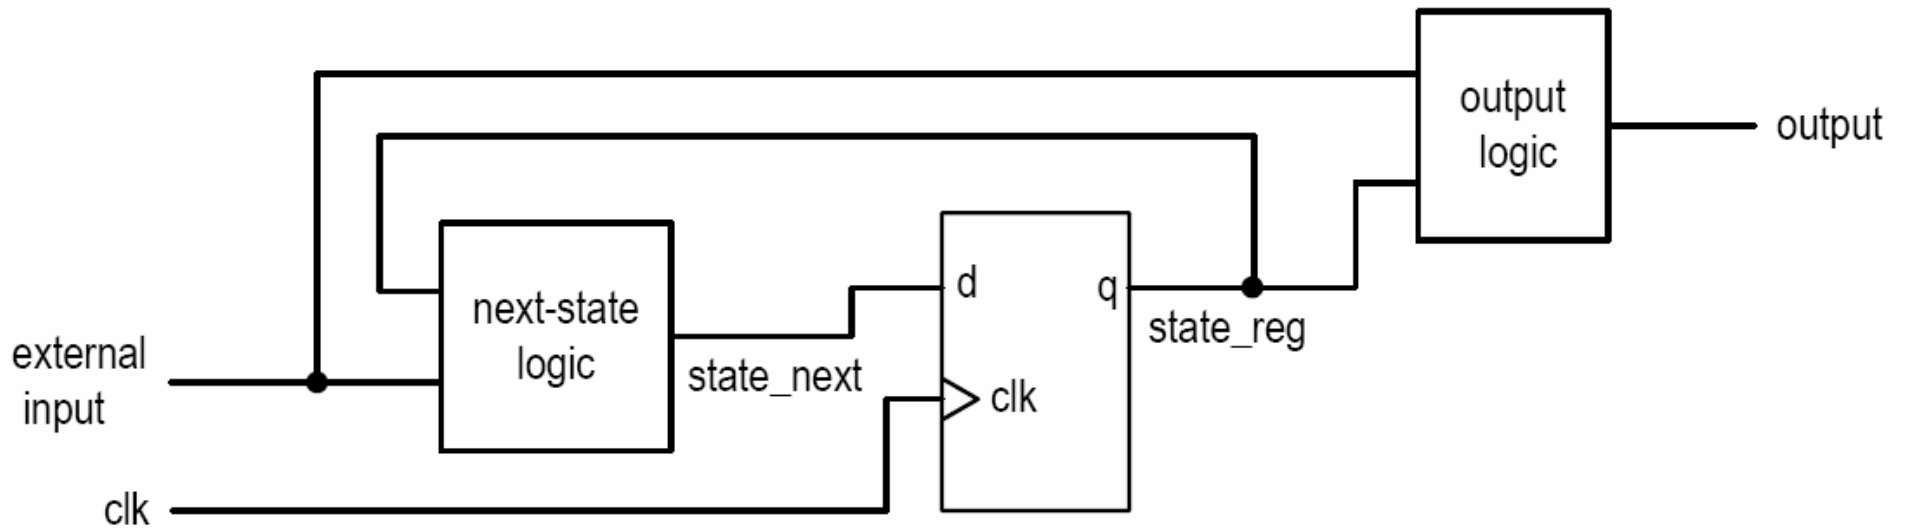 output
logic
output
d
q
next-state
logic
state_reg
external
input
state_next
clk
clk